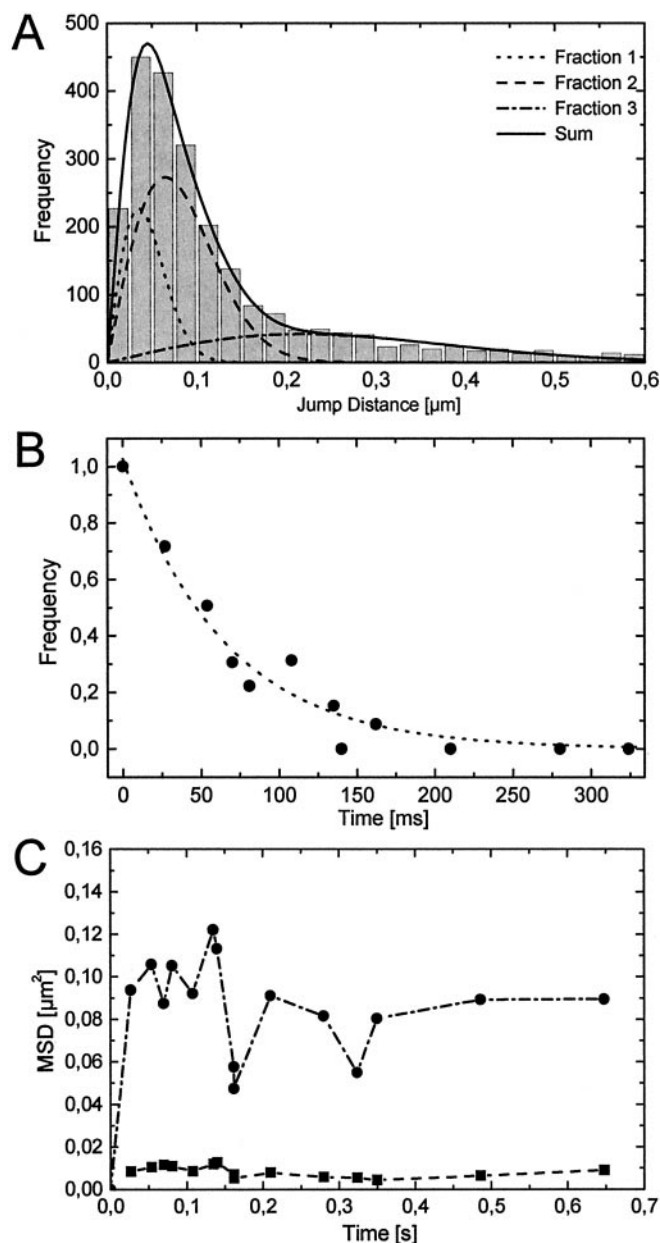 A
500
400
300
200
100
0
Frequency
Fraction 1
Fraction 2
Fraction 3
Sum
0,0 0,1 0,2 0,3 0,4 0,5 0,6
Jump Distance [µm]
B
1,0
0,8
0,6
0,4
0,2
0,0
Frequency
0 50 100 150 200 250 300
Time [ms]
C
0,16
0,14
0,12
0,10
0,08
0,06
0,04
0,02
0,00
MSD [µm²]
0,0 0,1 0,2 0,3 0,4 0,5 0,6 0,7
Time [s]